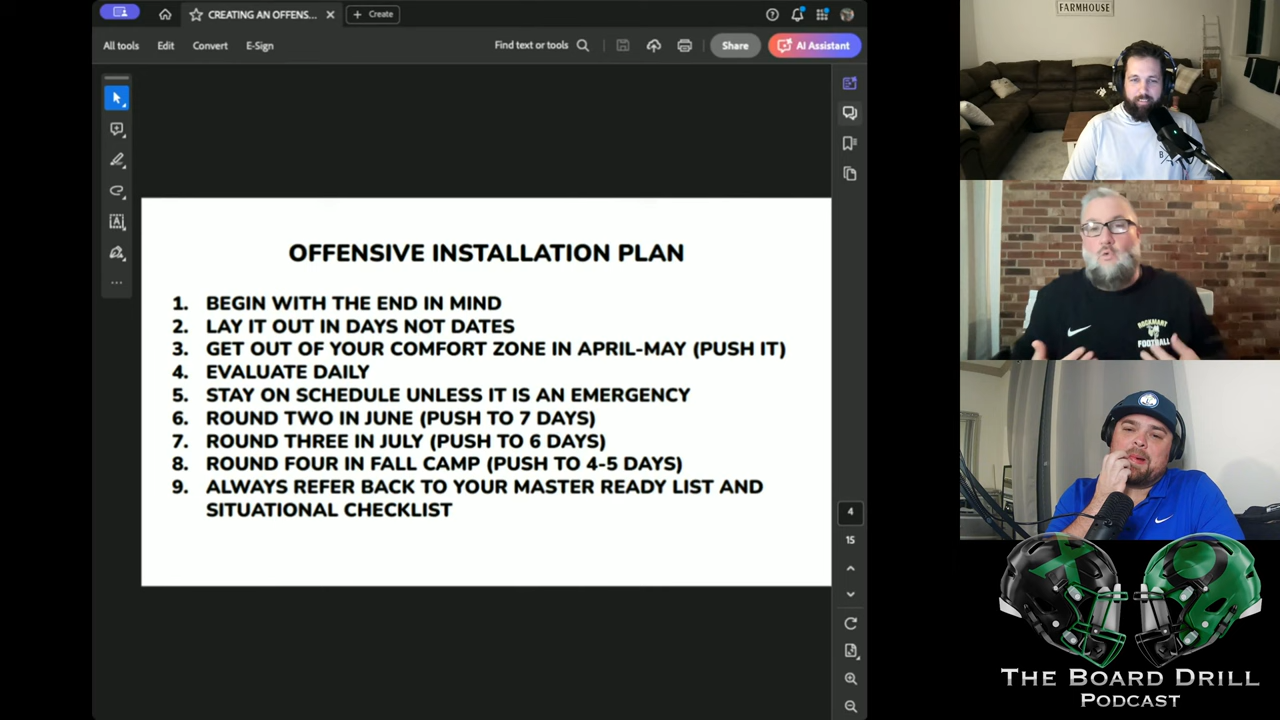 CREATING AN OFFENS...
Create
All tools
Edit
Convert
E-Sign
Find text or tools
Share
AI Assistant
OFFENSIVE INSTALLATION PLAN
1. BEGIN WITH THE END IN MIND
2. LAY IT OUT IN DAYS NOT DATES
3. GET OUT OF YOUR COMFORT ZONE IN APRIL-MAY (PUSH IT)
4. EVALUATE DAILY
5. STAY ON SCHEDULE UNLESS IT IS AN EMERGENCY
6. ROUND TWO IN JUNE (PUSH TO 7 DAYS)
7. ROUND THREE IN JULY (PUSH TO 6 DAYS)
8. ROUND FOUR IN FALL CAMP (PUSH TO 4-5 DAYS)
9. ALWAYS REFER BACK TO YOUR MASTER READY LIST AND
SITUATIONAL CHECKLIST
4
15
FARMHOUSE
ROCKMART
FOOTBALL
THE BOARD DRILL
PODCAST